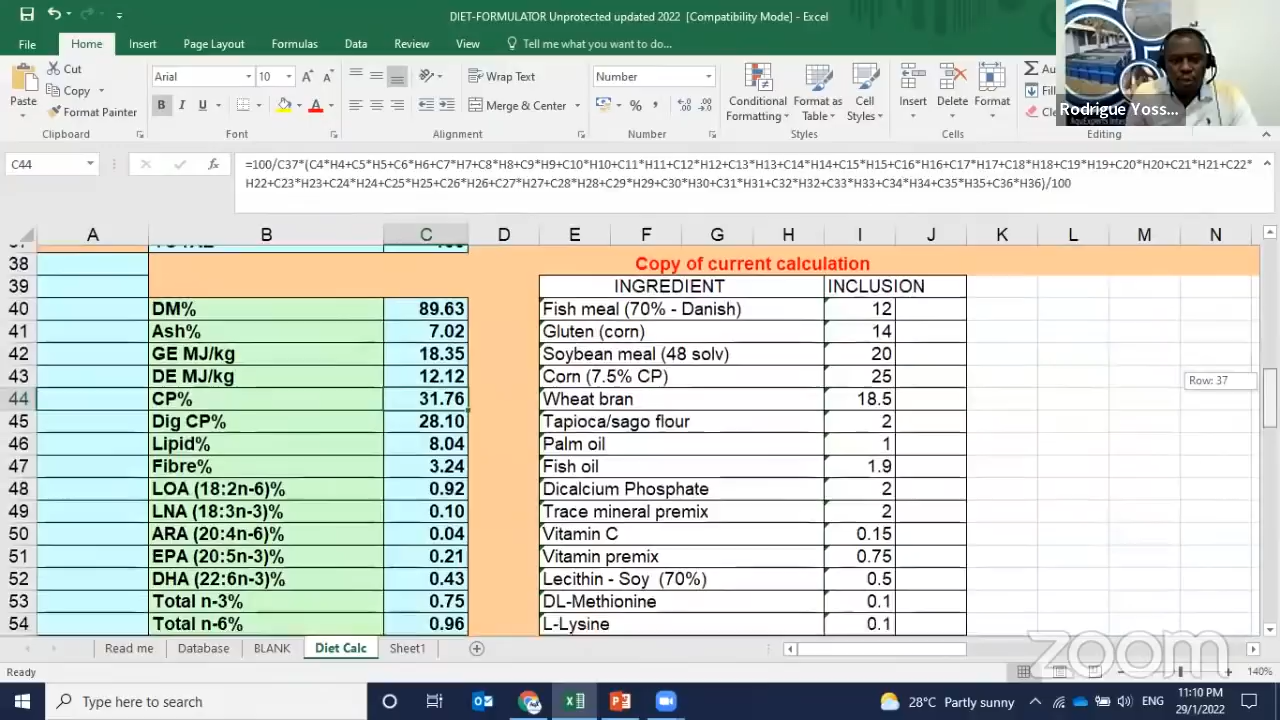 DIET-FORMULATOR Unprotected updated 2022 [Compatibility Mode] - Excel
File Home Insert Page Layout Formulas Data Review View Tell me what you want to do...
Paste Cut Copy Format Painter
Clipboard
Arial 10 A A
B I U
Font
Wrap Text
Merge & Center
Alignment
Number
Number
Conditional Formatting Format as Table Cell Styles
Styles
Insert Delete Format
Cells
Au
Fill
Cle
Editing
Rodrigue Yoss...
C44 fx =100/C37*(C4*H4+C5*H5+C6*H6+C7*H7+C8*H8+C9*H9+C10*H10+C11*H11+C12*H12+C13*H13+C14*H14+C15*H15+C16*H16+C17*H17+C18*H18+C19*H19+C20*H20+C21*H21+C22*
H22+C23*H23+C24*H24+C25*H25+C26*H26+C27*H27+C28*H28+C29*H29+C30*H30+C31*H31+C32*H32+C33*H33+C34*H34+C35*H35+C36*H36)/100
A B C D E F G H I J K L M N
38 Copy of current calculation
39 INGREDIENT INCLUSION
40 DM% 89.63 Fish meal (70% - Danish) 12
41 Ash% 7.02 Gluten (corn) 14
42 GE MJ/kg 18.35 Soybean meal (48 solv) 20
43 DE MJ/kg 12.12 Corn (7.5% CP) 25
Row: 37
44 CP% 31.76 Wheat bran 18.5
45 Dig CP% 28.10 Tapioca/sago flour 2
46 Lipid% 8.04 Palm oil 1
47 Fibre% 3.24 Fish oil 1.9
48 LOA (18:2n-6)% 0.92 Dicalcium Phosphate 2
49 LNA (18:3n-3)% 0.10 Trace mineral premix 2
50 ARA (20:4n-6)% 0.04 Vitamin C 0.15
51 EPA (20:5n-3)% 0.21 Vitamin premix 0.75
52 DHA (22:6n-3)% 0.43 Lecithin - Soy (70%) 0.5
53 Total n-3% 0.75 DL-Methionine 0.1
54 Total n-6% 0.96 L-Lysine 0.1
Read me Database BLANK Diet Calc Sheet1
zoom
Ready 140%
Type here to search
28°C Partly sunny ENG 11:10 PM
29/1/2022